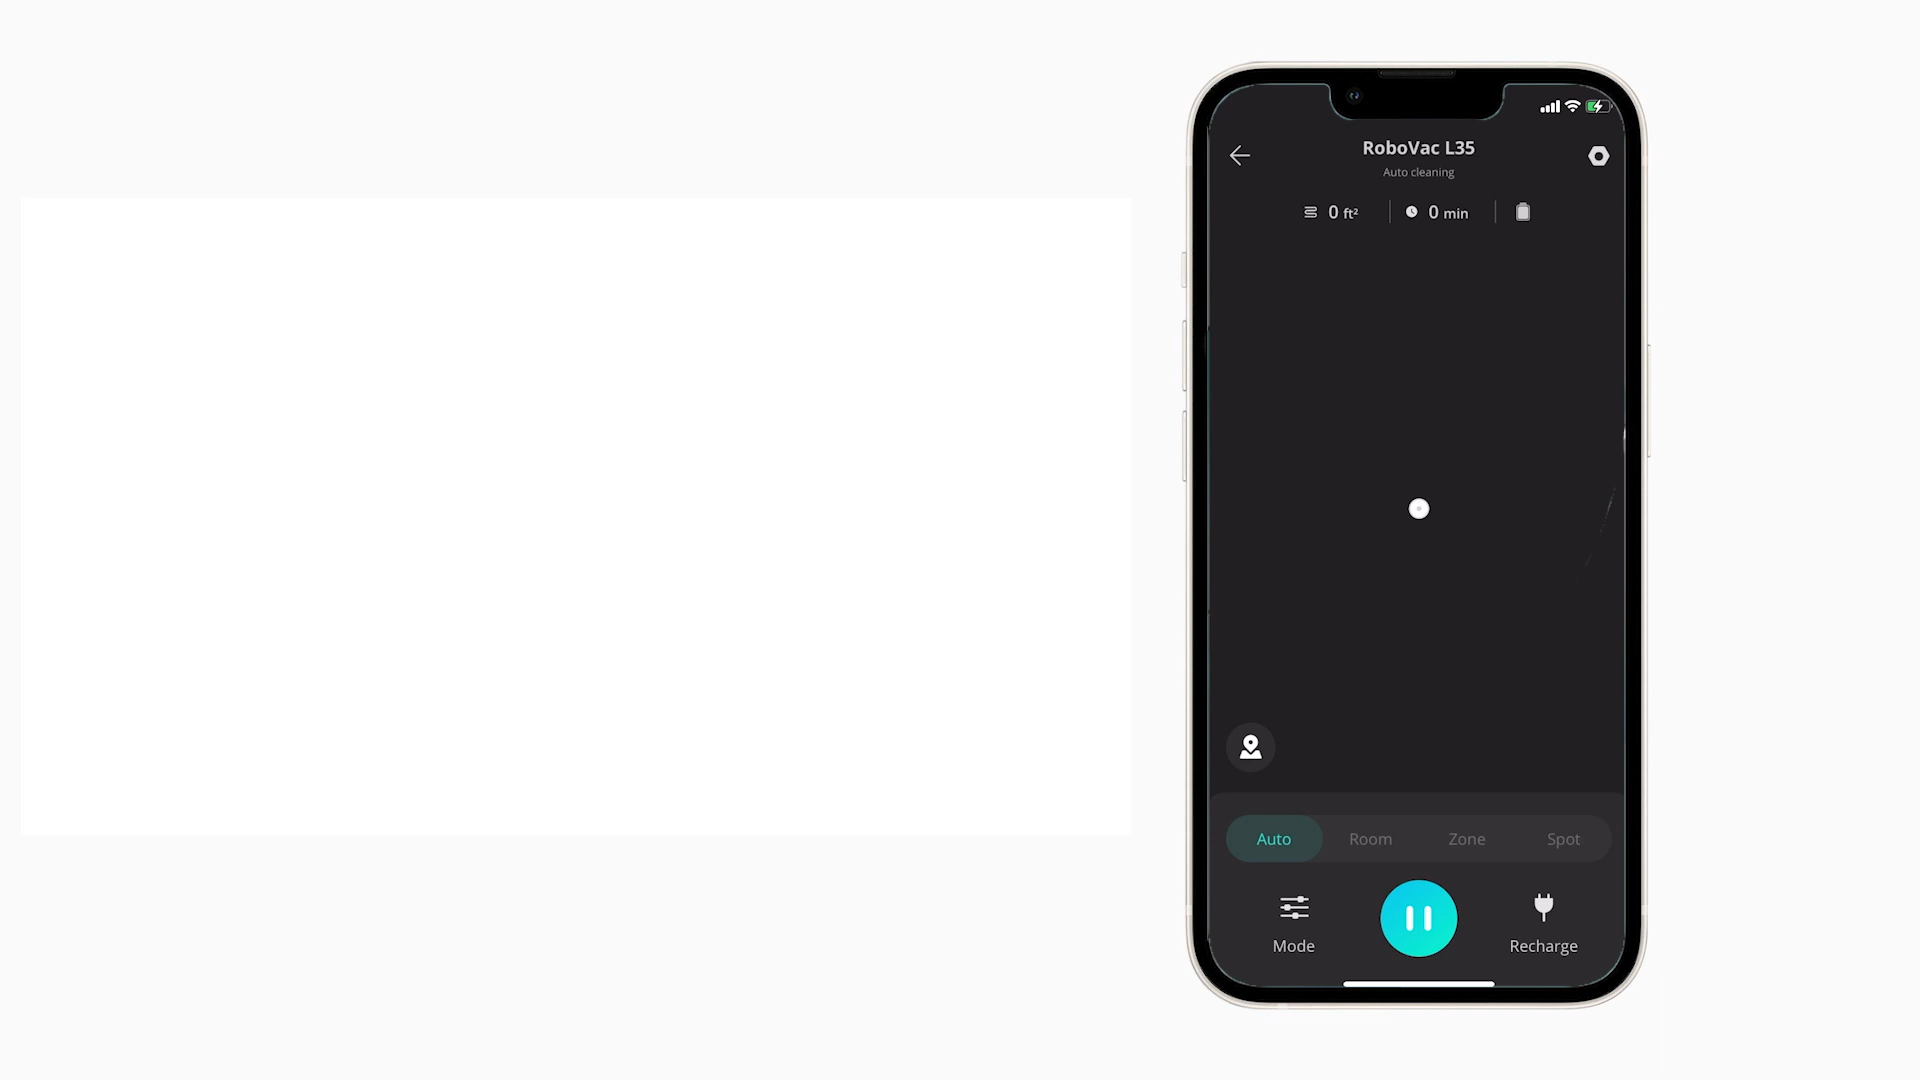 RoboVac L35
Auto cleaning
0 ft²
0 min
Auto
Room
Zone
Spot
Mode
Recharge